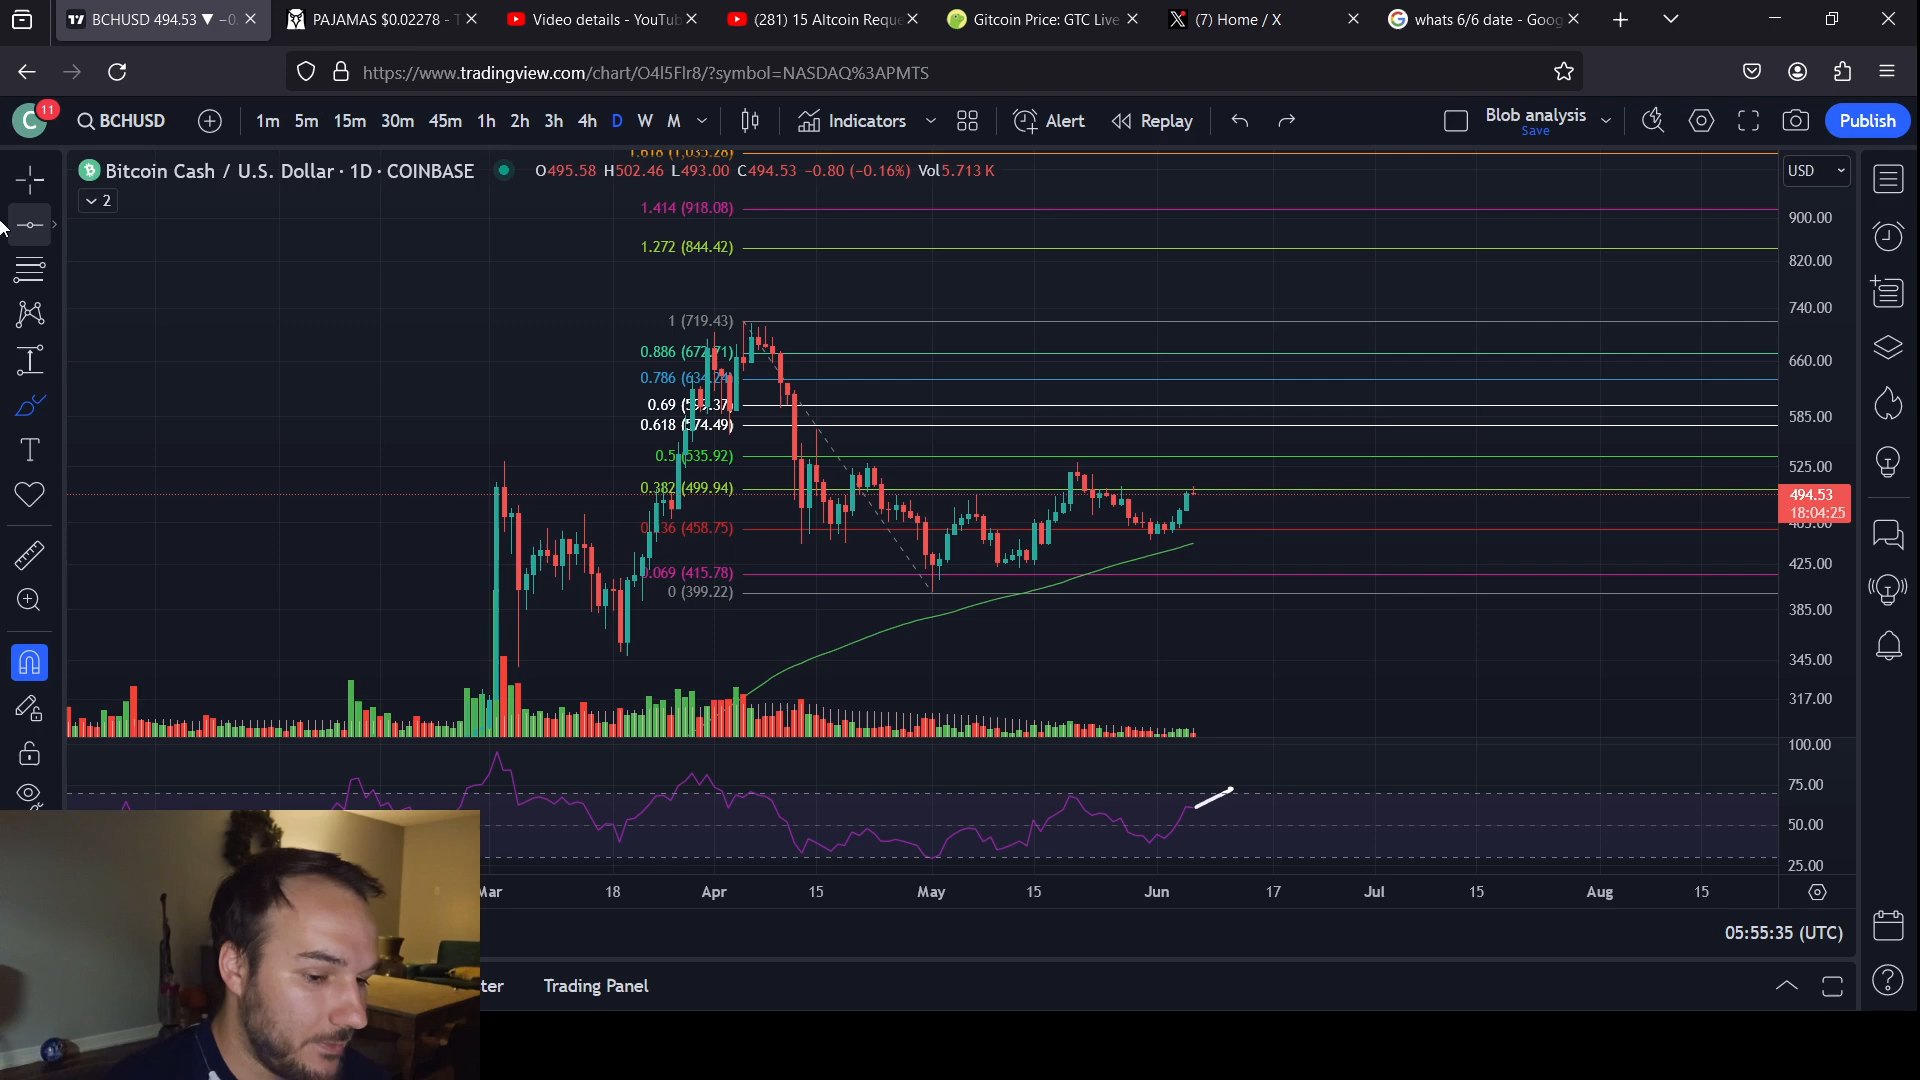 BCHUSD 494.53 ▼ −0.
PAJAMAS $0.02278 - T
Video details - YouTub
(281) 15 Altcoin Reque
Gitcoin Price: GTC Live
(7) Home / X
whats 6/6 date - Goog
https://www.tradingview.com/chart/O4l5Flr8/?symbol=NASDAQ%3APMTS
C
11
BCHUSD
1m 5m 15m 30m 45m 1h 2h 3h 4h D W M
Indicators
Alert
Replay
Blob analysis
Save
Publish
Bitcoin Cash / U.S. Dollar · 1D · COINBASE
O495.58 H502.46 L493.00 C494.53 −0.80 (−0.16%) Vol5.713 K
2
USD
1.618 (1,035.28)
1.414 (918.08)
1.272 (844.42)
1 (719.43)
0.886 (672.71)
0.786 (634.24)
0.69 (599.37)
0.618 (574.49)
0.5 (535.92)
0.382 (499.94)
(458.75)
0.069 (415.78)
0 (399.22)
900.00
820.00
740.00
660.00
585.00
525.00
494.53
18:04:25
425.00
385.00
345.00
317.00
100.00
75.00
50.00
25.00
Mar 18 Apr 15 May 15 Jun 17 Jul 15 Aug 15
05:55:35 (UTC)
ter
Trading Panel